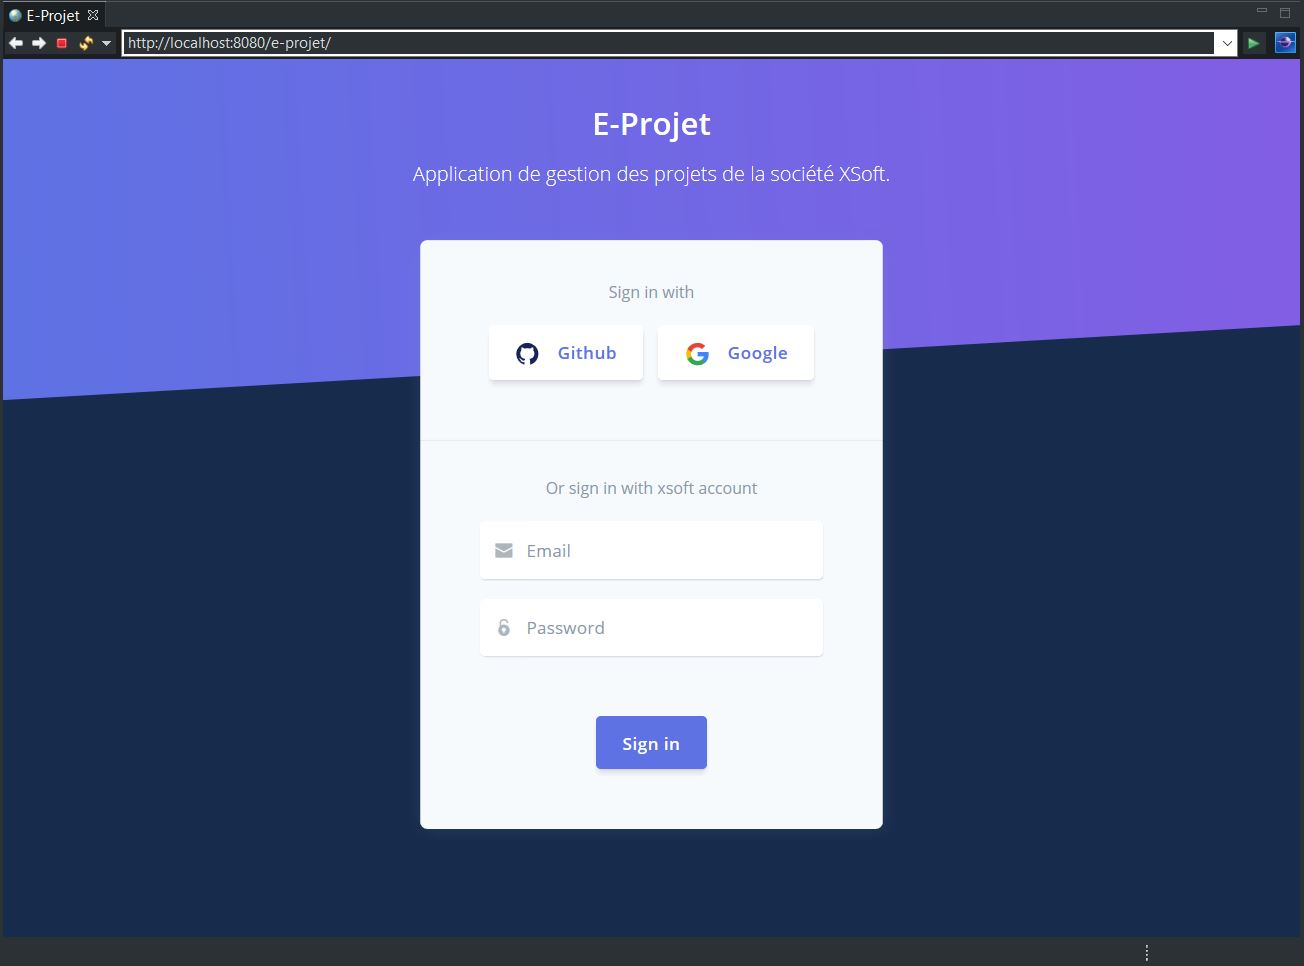 E-Projet
http://localhost:8080/e-projet/
E-Projet
Application de gestion des projets de la société XSoft.
Sign in with
Github
Google
Or sign in with xsoft account
Email
Password
Sign in